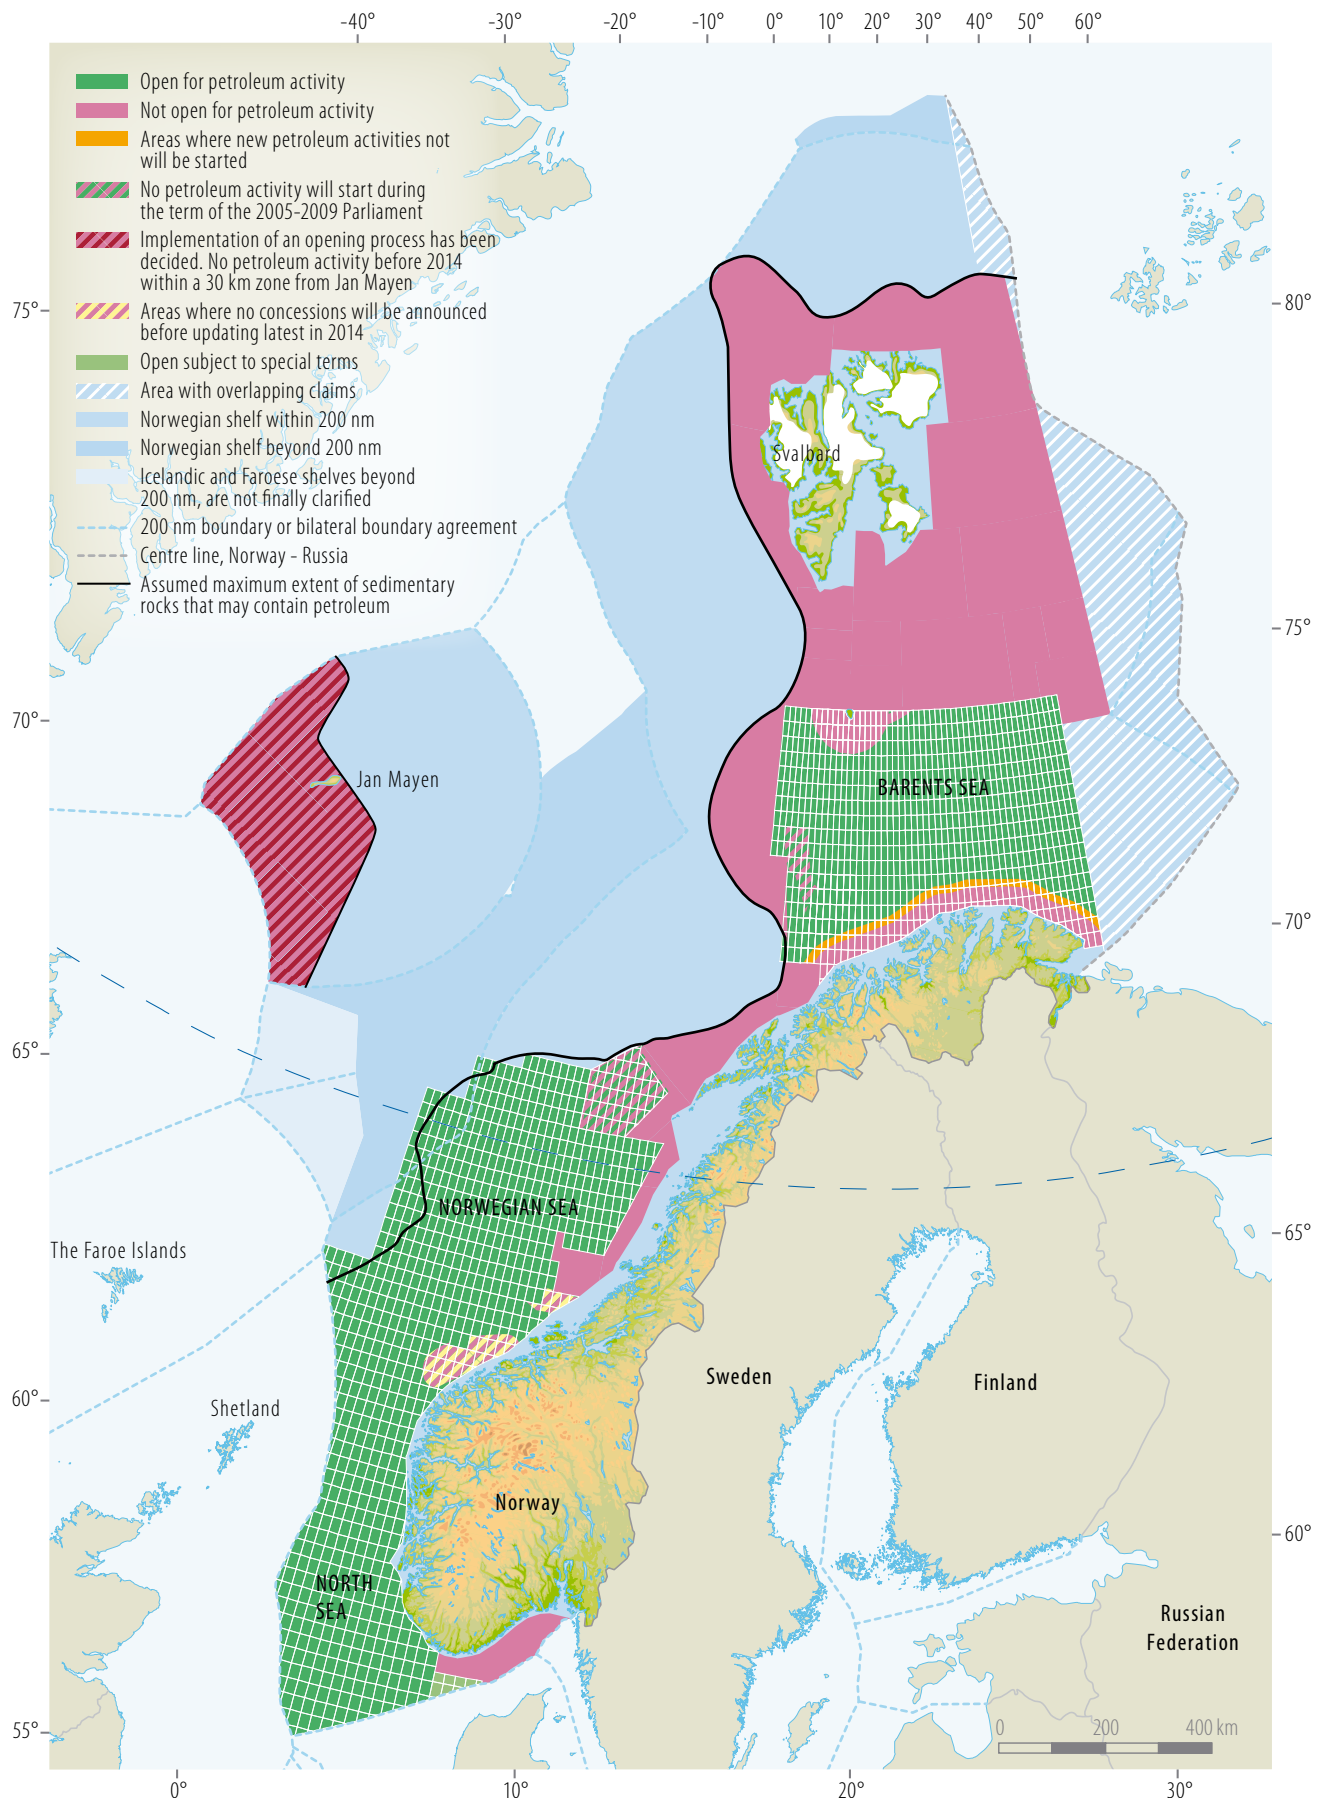 -40° -30° -20° -10° 0° 10° 20° 30° 40° 50° 60°
Open for petroleum activity
Not open for petroleum activity
Areas where new petroleum activities not
will be started
No petroleum activity will start during
the term of the 2005-2009 Parliament
Implementation of an opening process has been
decided. No petroleum activity before 2014
within a 30 km zone from Jan Mayen
Areas where no concessions will be announced
before updating latest in 2014
Open subject to special terms
Area with overlapping claims
Norwegian shelf within 200 nm
Norwegian shelf beyond 200 nm
Icelandic and Faroese shelves beyond
200 nm, are not finally clarified
200 nm boundary or bilateral boundary agreement
Centre line, Norway - Russia
Assumed maximum extent of sedimentary
rocks that may contain petroleum
75°
80°
Svalbard
75°
70°
Jan Mayen
BARENTS SEA
70°
65°
NORWEGIAN SEA
65°
The Faroe Islands
Sweden
Finland
60°
Shetland
Norway
60°
NORTH
SEA
Russian
Federation
55°
0 200 400 km
0° 10° 20° 30°